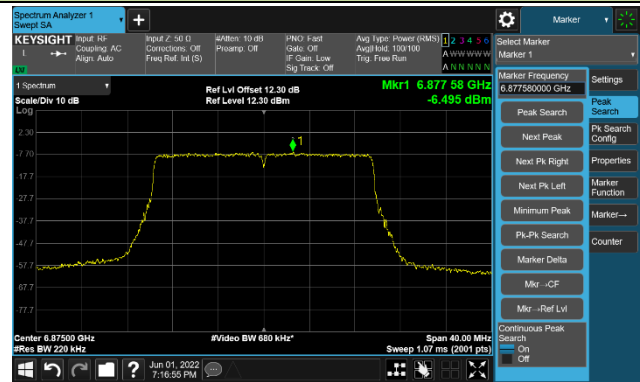 Spectrum Analyzer 1
Swept SA
Marker
KEYSIGHT
Input: RF
Coupling: AC
Align: Auto
Input Z: 50 Ω
Corrections: Off
Freq Ref: Int (S)
#Atten: 10 dB
Preamp: Off
PNO: Fast
Gate: Off
IF Gain: Low
Sig Track: Off
Avg Type: Power (RMS)
Avg|Hold: 100/100
Trig: Free Run
1 2 3 4 5 6
A W W W W W
A N N N N N
L
1 Spectrum
Scale/Div 10 dB
Log
Ref Lvl Offset 12.30 dB
Ref Level 12.30 dBm
Mkr1 6.877 58 GHz
-6.495 dBm
1
2.30
-7.70
-17.7
-27.7
-37.7
-47.7
-57.7
-67.7
-77.7
Center 6.87500 GHz
#Res BW 220 kHz
#Video BW 680 kHz*
Span 40.00 MHz
Sweep 1.07 ms (2001 pts)
Select Marker
Marker 1
Marker Frequency
6.877580000 GHz
Peak Search
Next Peak
Next Pk Right
Next Pk Left
Minimum Peak
Pk-Pk Search
Marker Delta
Mkr→CF
Mkr→Ref Lvl
Continuous Peak
Search
On
Off
Settings
Peak
Search
Pk Search
Config
Properties
Marker
Function
Marker→
Counter
Jun 01, 2022
7:16:55 PM